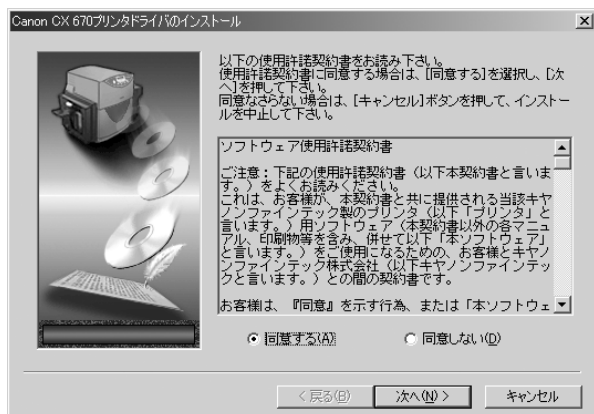 Canon CX 670プリンタドライバのインストール
以下の使用許諾契約書をお読み下さい。
使用許諾契約書に同意する場合は、[同意する]を選択し、[次
へ]を押して下さい。
同意なさらない場合は、[キャンセル]ボタンを押して、インストー
ルを中止して下さい。
ソフトウェア使用許諾契約書
ご注意：下記の使用許諾契約書（以下本契約書と言いま
す。）をよくお読みください。
これは、お客様が、本契約書と共に提供される当該キヤ
ノンファインテック製のプリンタ（以下「プリンタ」と
言います。）用ソフトウェア（本契約書以外の各マニュ
アル、印刷物等を含み、併せて以下「本ソフトウェア」
と言います。）をご使用になるための、お客様とキヤノ
ンファインテック株式会社（以下キヤノンファインテッ
クと言います。）との間の契約書です。
お客様は、『同意』を示す行為、または「本ソフトウェ
同意する(A) 同意しない(D)
< 戻る(B) 次へ(N) > キャンセル